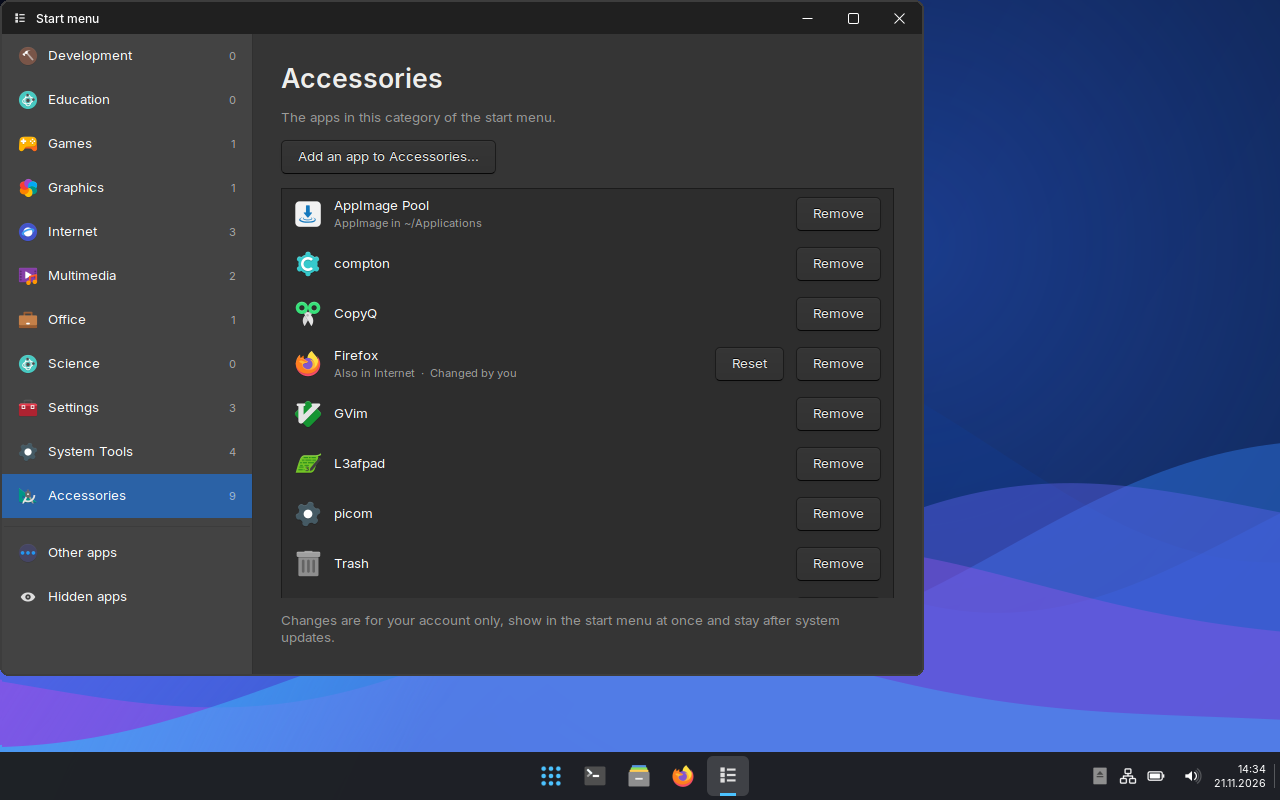 Start menu
Development 0
Education 0
Games 1
Graphics 1
Internet 3
Multimedia 2
Office 1
Science 0
Settings 3
System Tools 4
Accessories 9
Other apps
Hidden apps
Accessories
The apps in this category of the start menu.
Add an app to Accessories...
AppImage Pool
AppImage in ~/Applications
Remove
compton
Remove
CopyQ
Remove
Firefox
Also in Internet · Changed by you
Reset Remove
GVim
Remove
L3afpad
Remove
picom
Remove
Trash
Remove
Changes are for your account only, show in the start menu at once and stay after system
updates.
14:34
21.11.2026